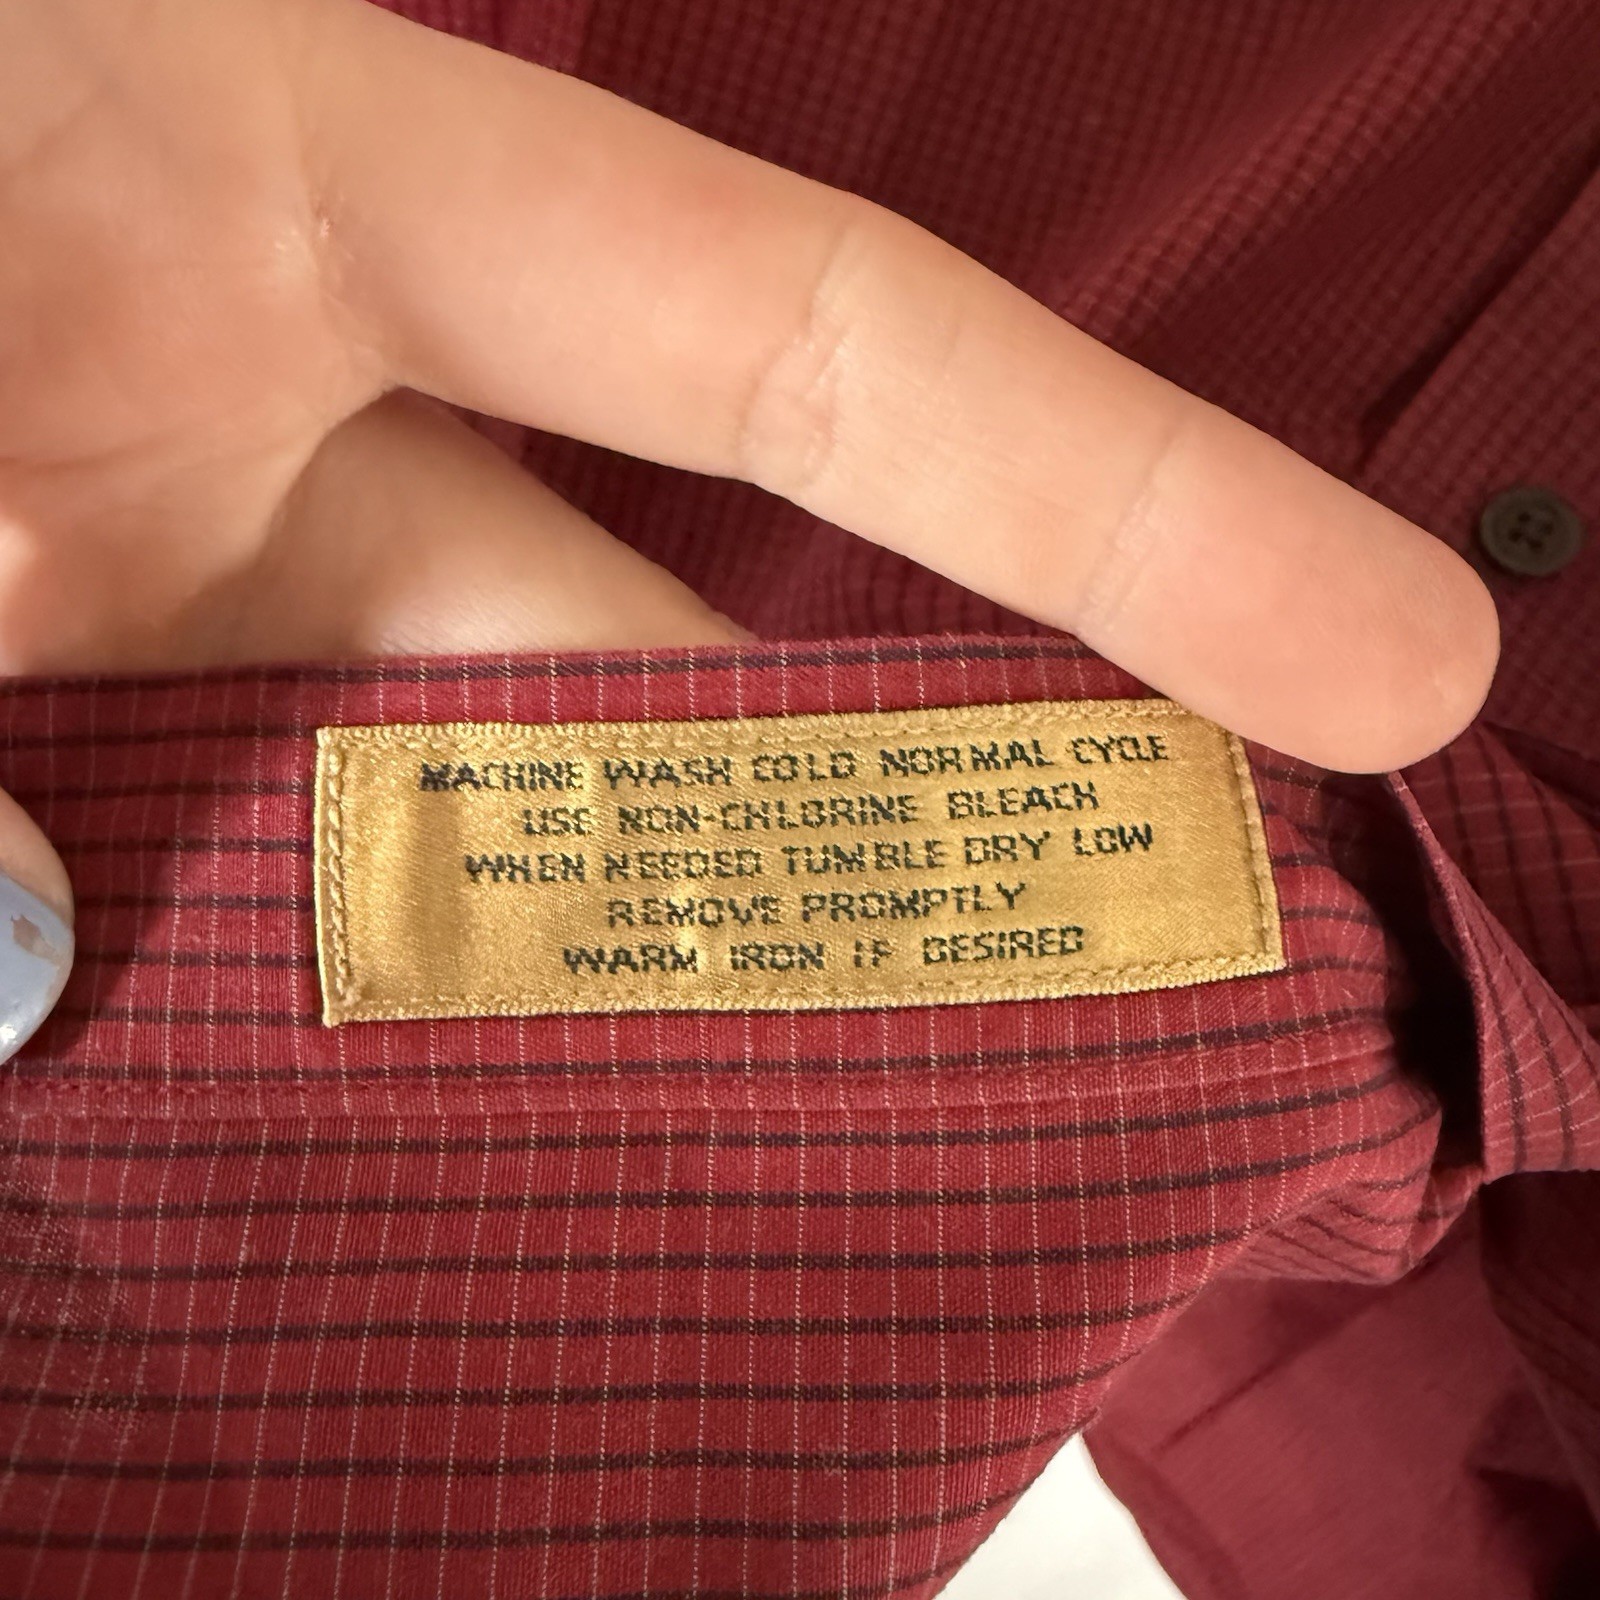 MACHINE WASH COLD NORMAL CYCLE
USE NON-CHLORINE BLEACH
WHEN NEEDED TUMBLE DRY LOW
REMOVE PROMPTLY
WARM IRON IF DESIRED